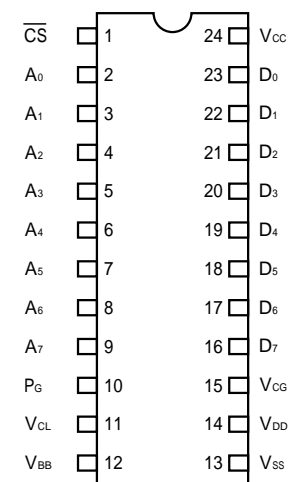 C̅S̅ 1 24 VCC
A0 2 23 D0
A1 3 22 D1
A2 4 21 D2
A3 5 20 D3
A4 6 19 D4
A5 7 18 D5
A6 8 17 D6
A7 9 16 D7
PG 10 15 VCG
VCL 11 14 VDD
VBB 12 13 VSS